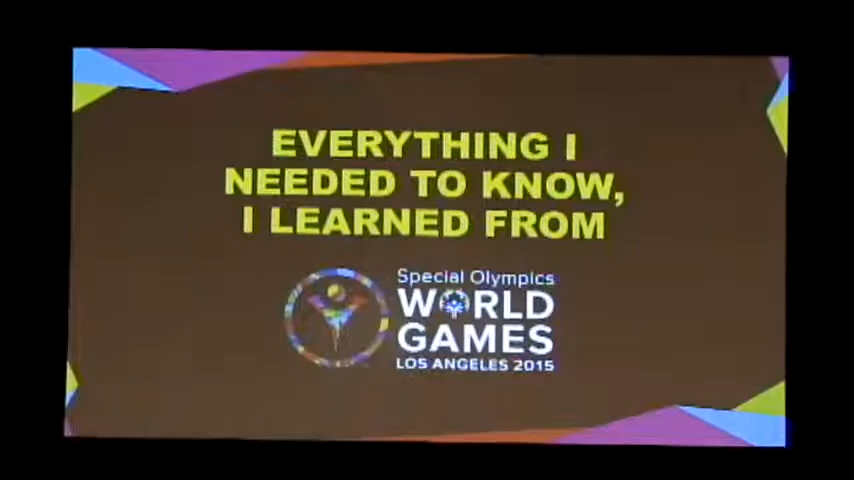 EVERYTHING I
NEEDED TO KNOW,
I LEARNED FROM
Special Olympics
WORLD
GAMES
LOS ANGELES 2015